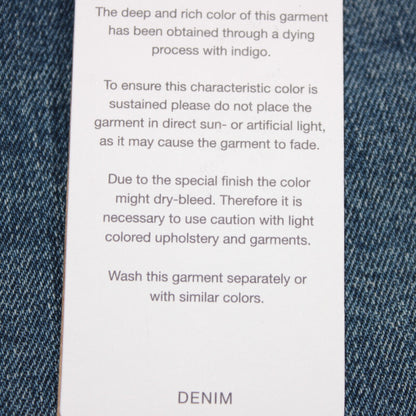 The deep and rich color of this garment
has been obtained through a dying
process with indigo.
To ensure this characteristic color is
sustained please do not place the
garment in direct sun- or artificial light,
as it may cause the garment to fade.
Due to the special finish the color
might dry-bleed. Therefore it is
necessary to use caution with light
colored upholstery and garments.
Wash this garment separately or
with similar colors.
DENIM